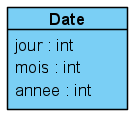 Date
jour : int
mois : int
annee : int